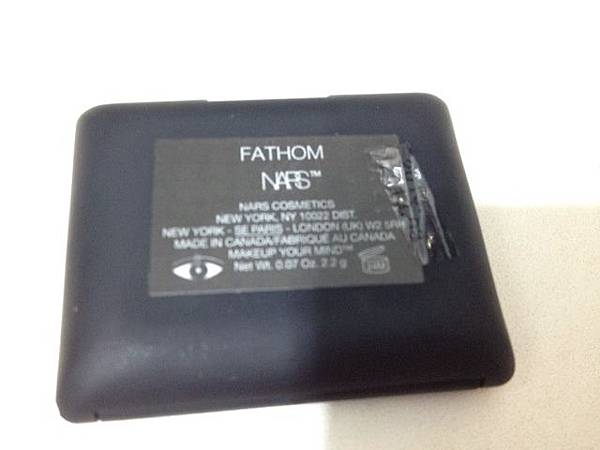 FATHOM
NARS™
NARS COSMETICS
NEW YORK, NY 10022 DIST.
NEW YORK - SE PARIS - LONDON (UK) W2 5RH
MADE IN CANADA/FABRIQUE AU CANADA
MAKEUP YOUR MIND™
Net Wt. 0.07 Oz. 2.2 g